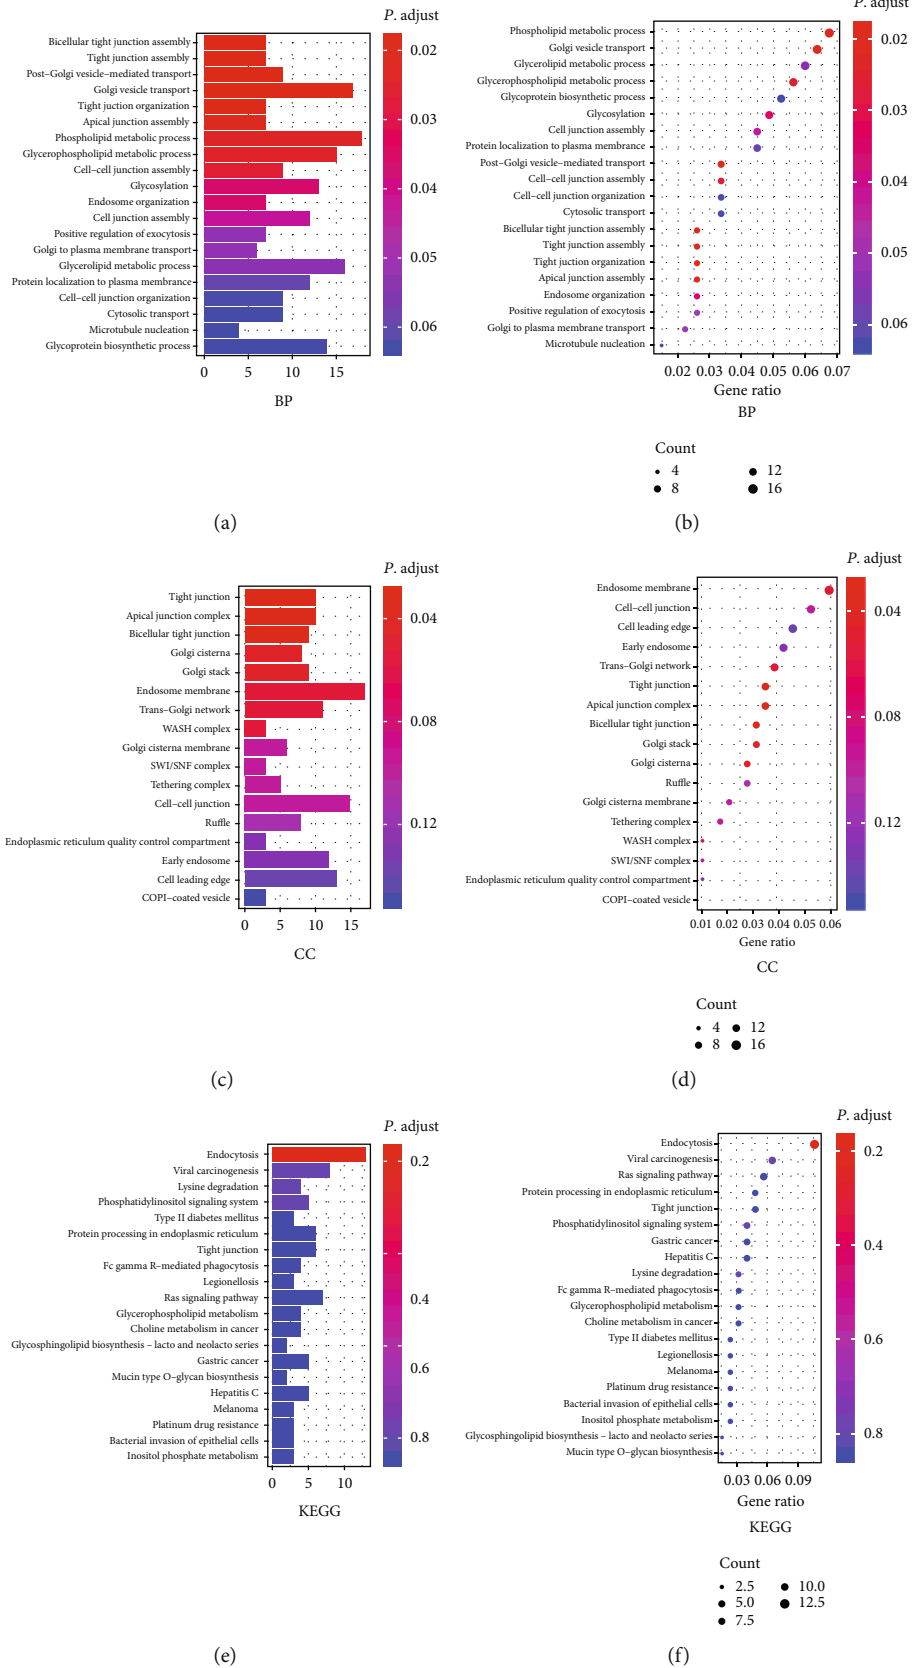 P. adjust
Bicellular tight junction assembly
Tight junction assembly
Post–Golgi vesicle–mediated transport
Golgi vesicle transport
Tight juction organization
Apical junction assembly
Phospholipid metabolic process
Glycerophospholipid metabolic process
Cell–cell junction assembly
Glycosylation
Endosome organization
Cell junction assembly
Positive regulation of exocytosis
Golgi to plasma membrane transport
Glycerolipid metabolic process
Protein localization to plasma membrance
Cell–cell junction organization
Cytosolic transport
Microtubule nucleation
Glycoprotein biosynthetic process
0.02
0.03
0.04
0.05
0.06
0 5 10 15
BP
(a)
P. adjust
Phospholipid metabolic process
Golgi vesicle transport
Glycerolipid metabolic process
Glycerophospholipid metabolic process
Glycoprotein biosynthetic process
Glycosylation
Cell junction assembly
Protein localization to plasma membrance
Post–Golgi vesicle–mediated transport
Cell–cell junction assembly
Cell–cell junction organization
Cytosolic transport
Bicellular tight junction assembly
Tight junction assembly
Tight juction organization
Apical junction assembly
Endosome organization
Positive regulation of exocytosis
Golgi to plasma membrane transport
Microtubule nucleation
0.02
0.03
0.04
0.05
0.06
0.02 0.03 0.04 0.05 0.06 0.07
Gene ratio
BP
Count
4 12
8 16
(b)
P. adjust
Tight junction
Apical junction complex
Bicellular tight junction
Golgi cisterna
Golgi stack
Endosome membrane
Trans–Golgi network
WASH complex
Golgi cisterna membrane
SWI/SNF complex
Tethering complex
Cell–cell junction
Ruffle
Endoplasmic reticulum quality control compartment
Early endosome
Cell leading edge
COPI–coated vesicle
0.04
0.08
0.12
0 5 10 15
CC
(c)
P. adjust
Endosome membrane
Cell–cell junction
Cell leading edge
Early endosome
Trans–Golgi network
Tight junction
Apical junction complex
Bicellular tight junction
Golgi stack
Golgi cisterna
Ruffle
Golgi cisterna membrane
Tethering complex
WASH complex
SWI/SNF complex
Endoplasmic reticulum quality control compartment
COPI–coated vesicle
0.04
0.08
0.12
0.01 0.02 0.03 0.04 0.05 0.06
Gene ratio
CC
Count
4 12
8 16
(d)
P. adjust
Endocytosis
Viral carcinogenesis
Lysine degradation
Phosphatidylinositol signaling system
Type II diabetes mellitus
Protein processing in endoplasmic reticulum
Tight junction
Fc gamma R–mediated phagocytosis
Legionellosis
Ras signaling pathway
Glycerophospholipid metabolism
Choline metabolism in cancer
Glycosphingolipid biosynthesis – lacto and neolacto series
Gastric cancer
Mucin type O–glycan biosynthesis
Hepatitis C
Melanoma
Platinum drug resistance
Bacterial invasion of epithelial cells
Inositol phosphate metabolism
0.2
0.4
0.6
0.8
0 5 10
KEGG
(e)
P. adjust
Endocytosis
Viral carcinogenesis
Ras signaling pathway
Protein processing in endoplasmic reticulum
Tight junction
Phosphatidylinositol signaling system
Gastric cancer
Hepatitis C
Lysine degradation
Fc gamma R–mediated phagocytosis
Glycerophospholipid metabolism
Choline metabolism in cancer
Type II diabetes mellitus
Legionellosis
Melanoma
Platinum drug resistance
Bacterial invasion of epithelial cells
Inositol phosphate metabolism
Glycosphingolipid biosynthesis – lacto and neolacto series
Mucin type O–glycan biosynthesis
0.2
0.4
0.6
0.8
0.03 0.06 0.09
Gene ratio
KEGG
Count
2.5 10.0
5.0 12.5
7.5
(f)